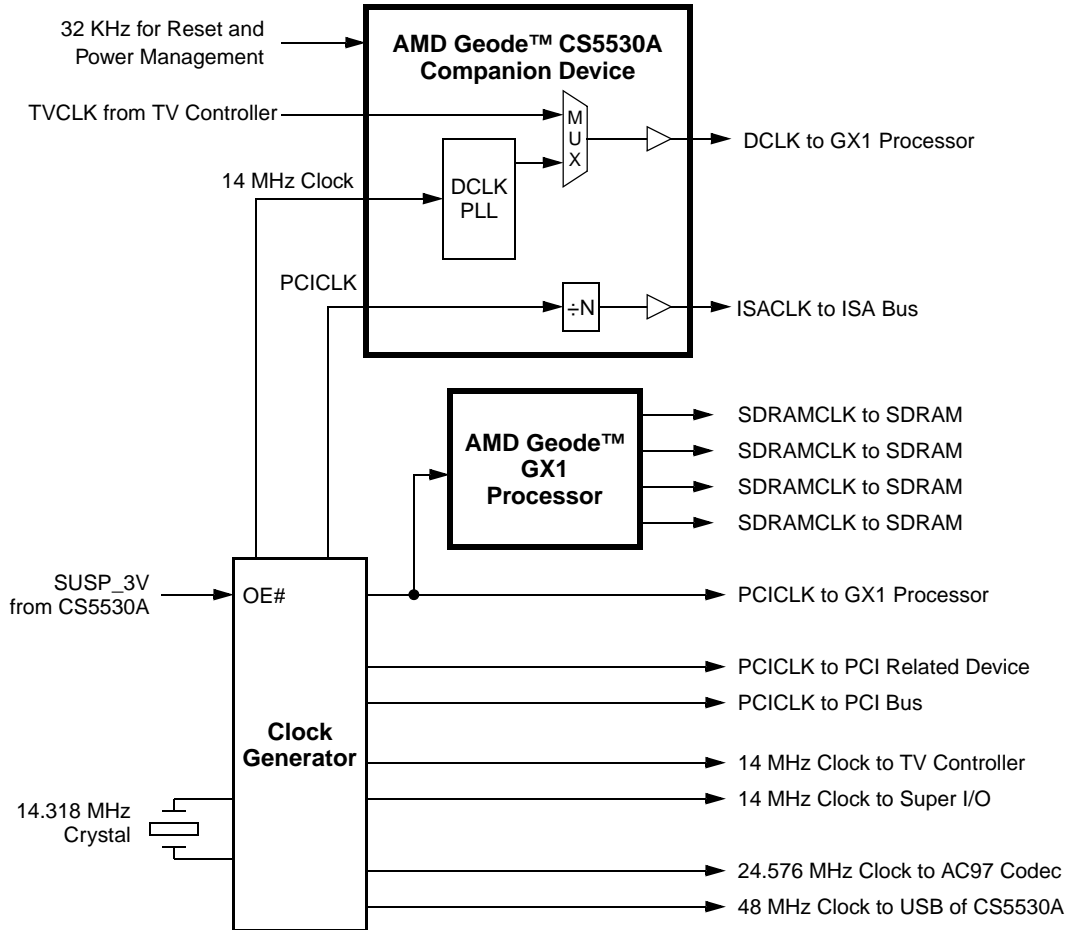 32 KHz for Reset and
Power Management
AMD Geode™ CS5530A
Companion Device
TVCLK from TV Controller
M
U
X
DCLK to GX1 Processor
14 MHz Clock
DCLK
PLL
PCICLK
÷N
ISACLK to ISA Bus
AMD Geode™
GX1
Processor
SDRAMCLK to SDRAM
SDRAMCLK to SDRAM
SDRAMCLK to SDRAM
SDRAMCLK to SDRAM
SUSP_3V
from CS5530A
OE#
PCICLK to GX1 Processor
PCICLK to PCI Related Device
PCICLK to PCI Bus
Clock
Generator
14 MHz Clock to TV Controller
14 MHz Clock to Super I/O
14.318 MHz
Crystal
24.576 MHz Clock to AC97 Codec
48 MHz Clock to USB of CS5530A